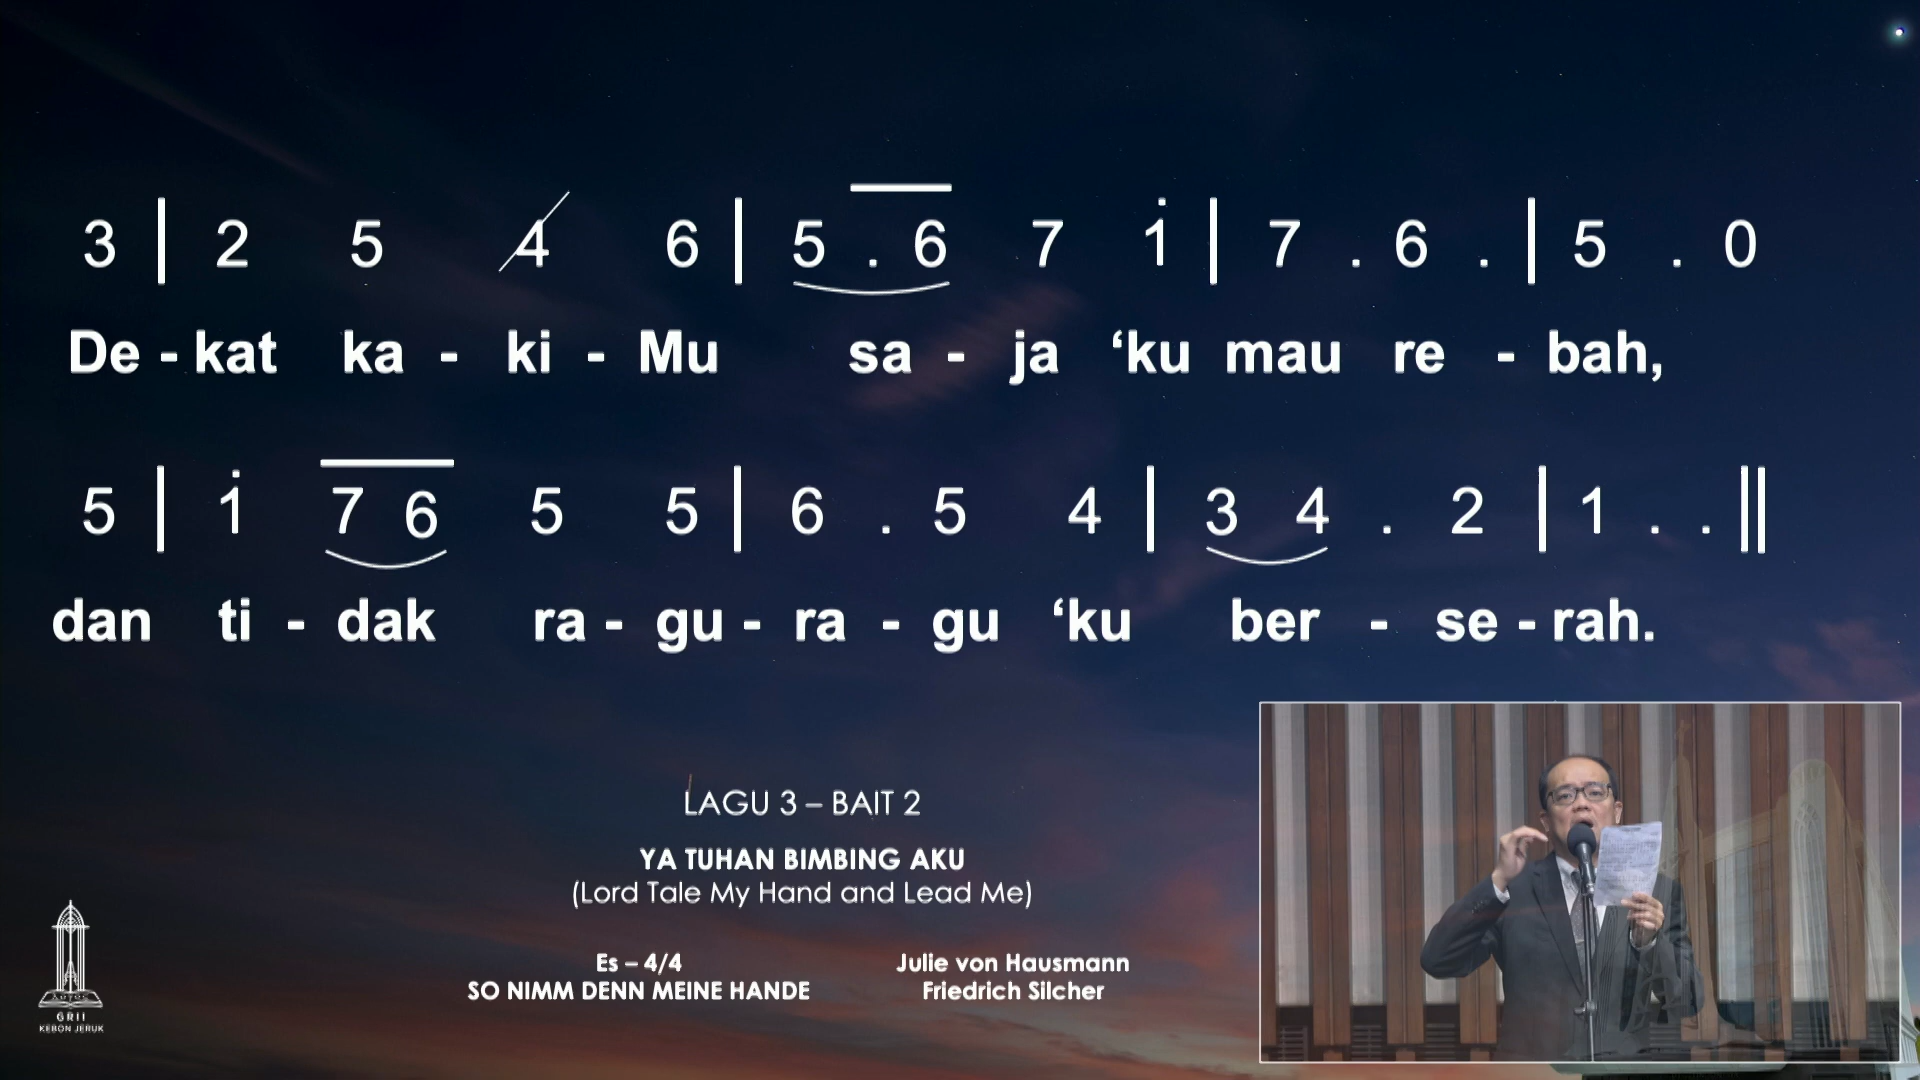 3 | 2 5 4̸ 6 | 5 . 6 7 1̇ | 7 . 6 . | 5 . 0
De - kat ka - ki - Mu sa - ja ‘ku mau re - bah,
5 | 1̇ 7 6 5 5 | 6 . 5 4 | 3 4 . 2 | 1 . . ||
dan ti - dak ra - gu - ra - gu ‘ku ber - se - rah.
LAGU 3 – BAIT 2
YA TUHAN BIMBING AKU
(Lord Tale My Hand and Lead Me)
Es – 4/4
SO NIMM DENN MEINE HANDE
Julie von Hausmann
Friedrich Silcher
GRII
KEBON JERUK